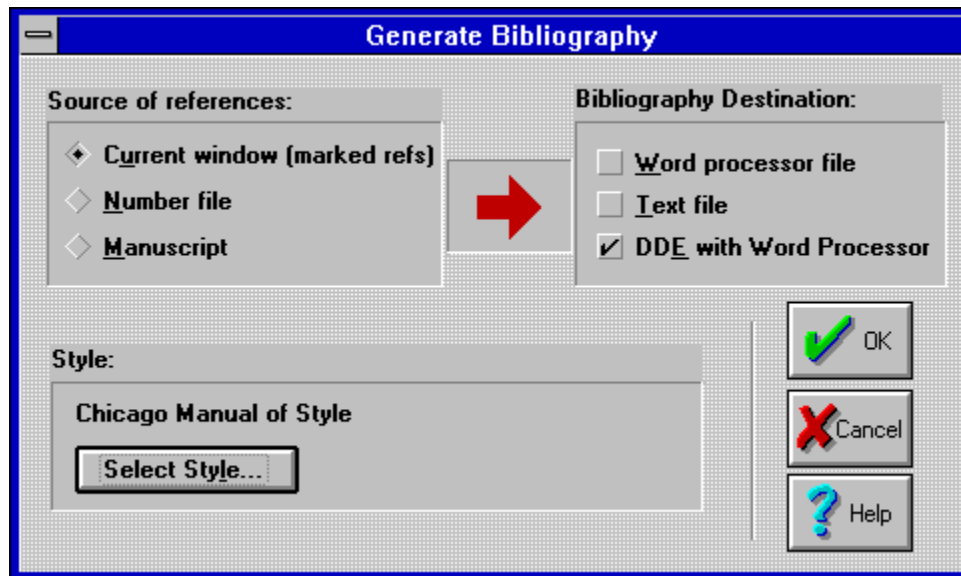 Generate Bibliography
Source of references:
Current window (marked refs)
Number file
Manuscript
Bibliography Destination:
Word processor file
Text file
DDE with Word Processor
Style:
Chicago Manual of Style
Select Style...
OK
Cancel
Help